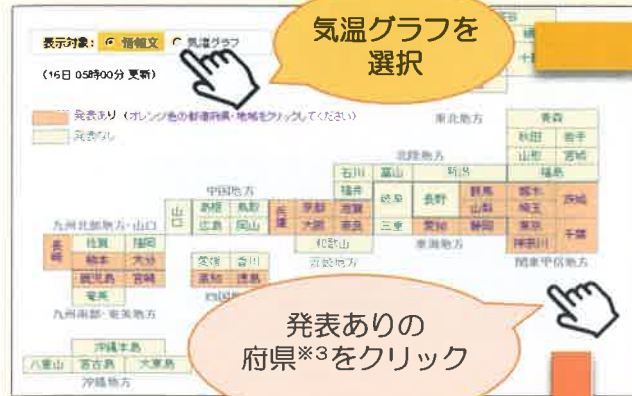 表示対象: 情報文 気温グラフ
気温グラフを
選択
(16日 05時00分 更新)
発表あり (オレンジ色の都道府県・地域をクリックしてください)
発表なし
東北地方
青森
秋田 岩手
山形 宮城
福島
北陸地方
石川 富山 新潟
中国地方
福井 岐阜 長野 群馬 栃木 茨城
山口 島根 鳥取 兵庫 京都 滋賀 山梨 埼玉
九州北部地方・山口
広島 岡山 大阪 奈良 三重 愛知 静岡 東京 千葉
長崎 佐賀 福岡
和歌山
東海地方
神奈川
熊本 大分
愛媛 香川
近畿地方
関東甲信地方
鹿児島 宮崎
高知 徳島
奄美
九州南部・奄美地方
発表ありの
府県※3をクリック
沖縄本島
八重山 宮古島 大東島
沖縄地方